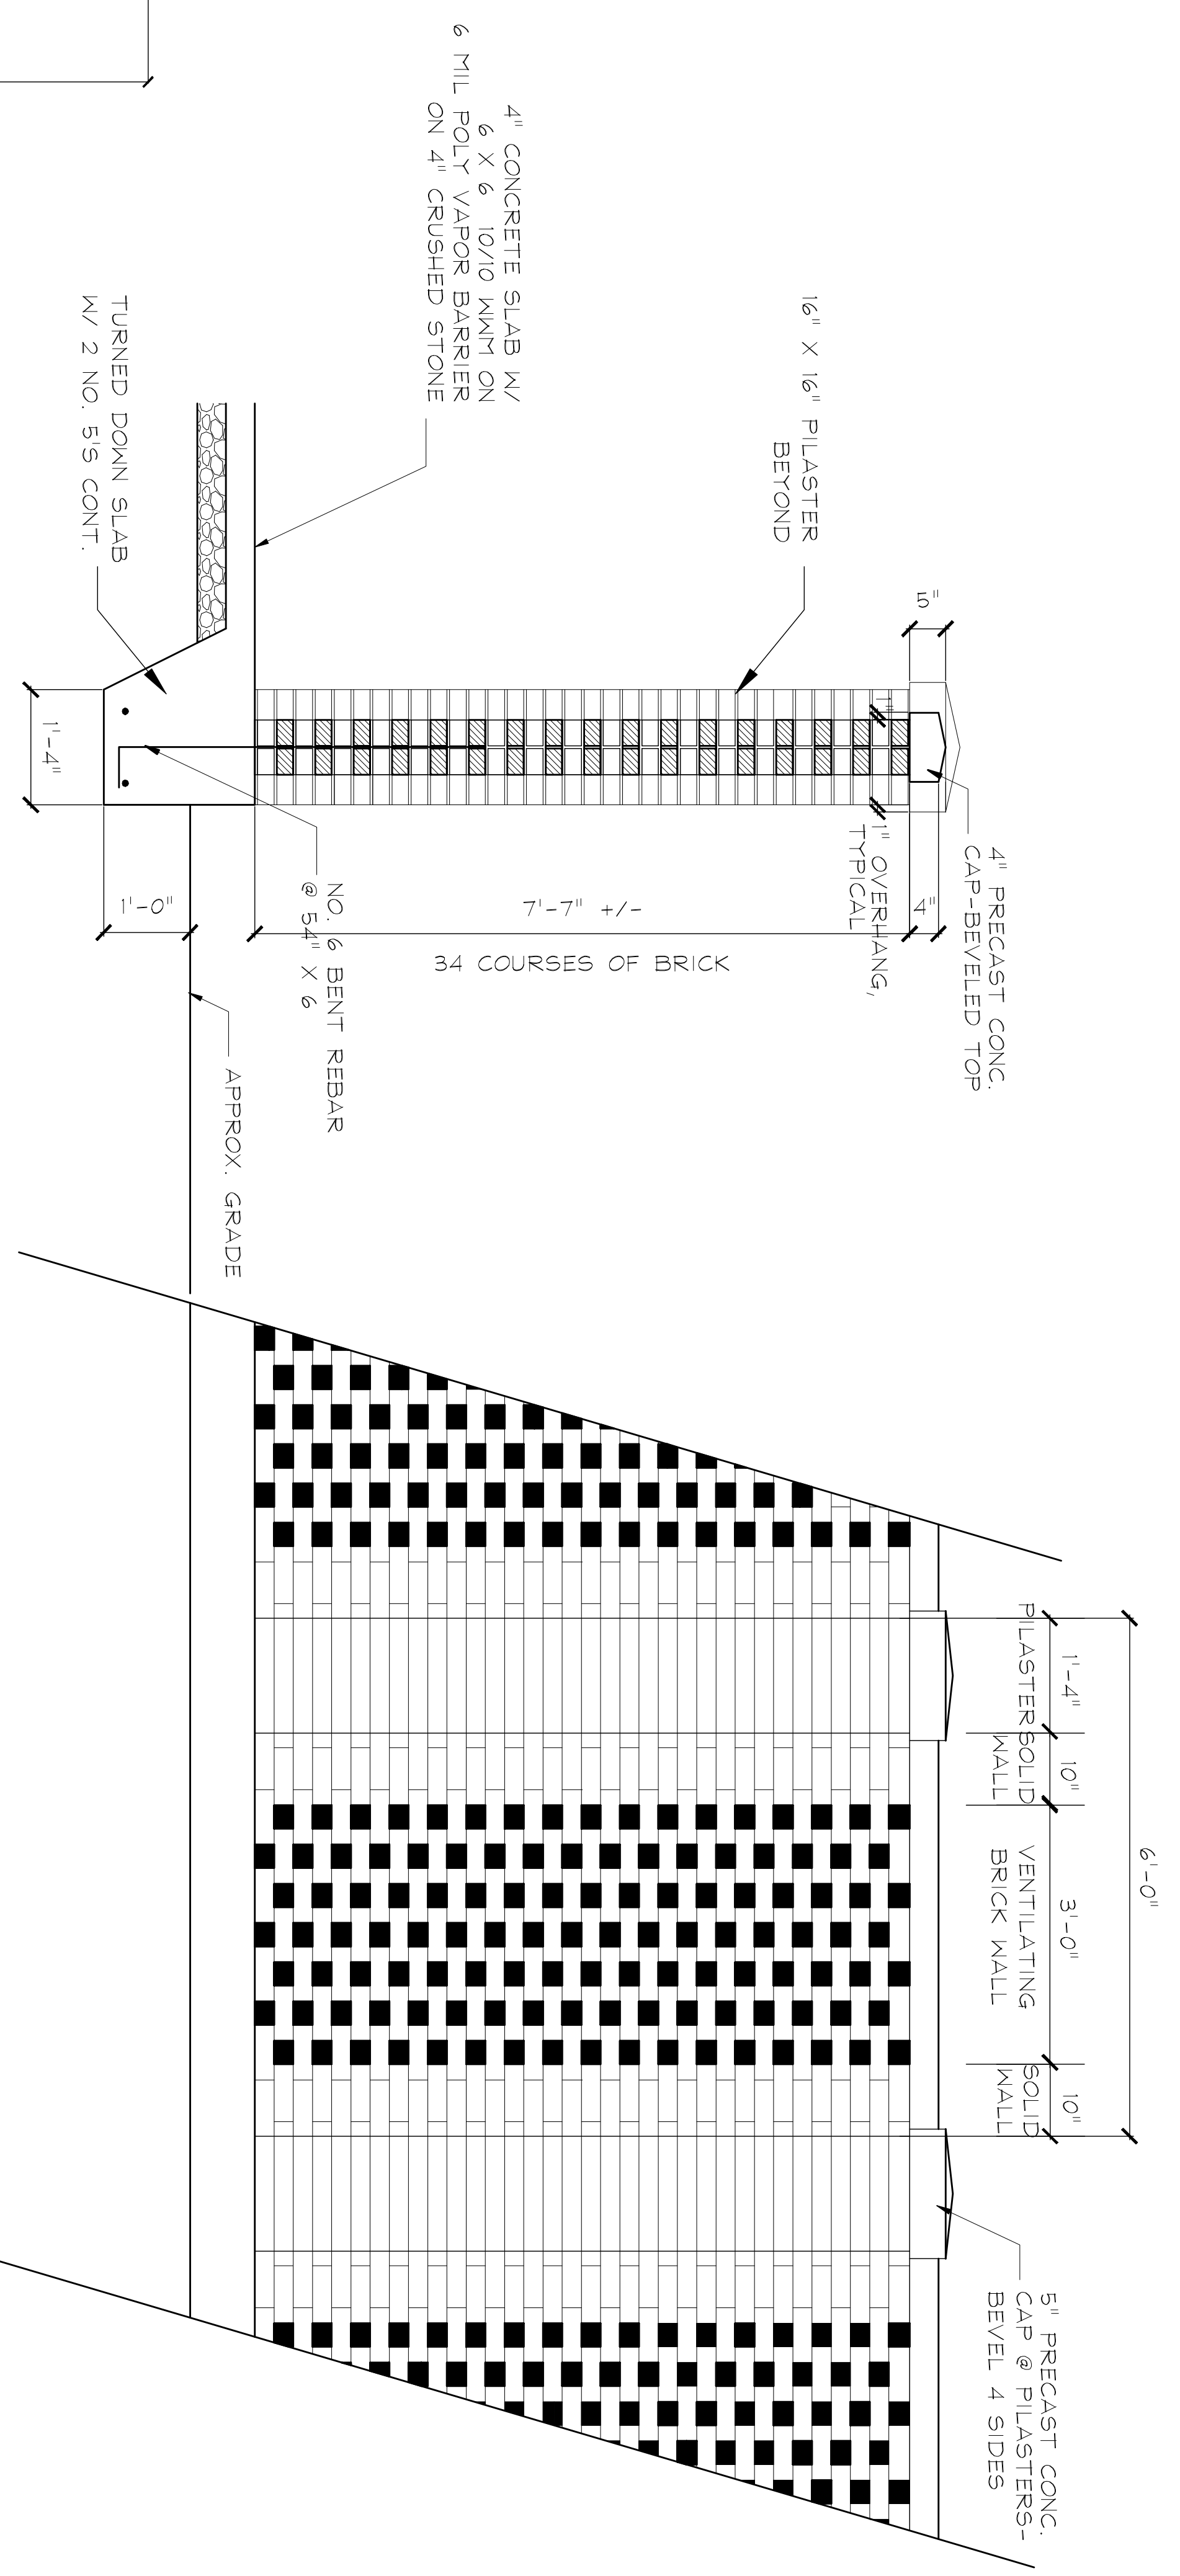 4" CONCRETE SLAB W/
6 X 6 10/10 WWM ON
6 MIL POLY VAPOR BARRIER
ON 4" CRUSHED STONE
TURNED DOWN SLAB
W/ 2 NO. 5'S CONT.
16" X 16" PILASTER
BEYOND
5"
1"
1'-4"
4" PRECAST CONC.
CAP-BEVELED TOP
1" OVERHANG,
TYPICAL
4"
7'-7" +/-
34 COURSES OF BRICK
1'-0"
NO. 6 BENT REBAR
@ 54" X 6
APPROX. GRADE
6'-0"
1'-4"
10"
3'-0"
10"
PILASTER
SOLID
WALL
VENTILATING
BRICK WALL
SOLID
WALL
5" PRECAST CONC.
CAP @ PILASTERS-
BEVEL 4 SIDES